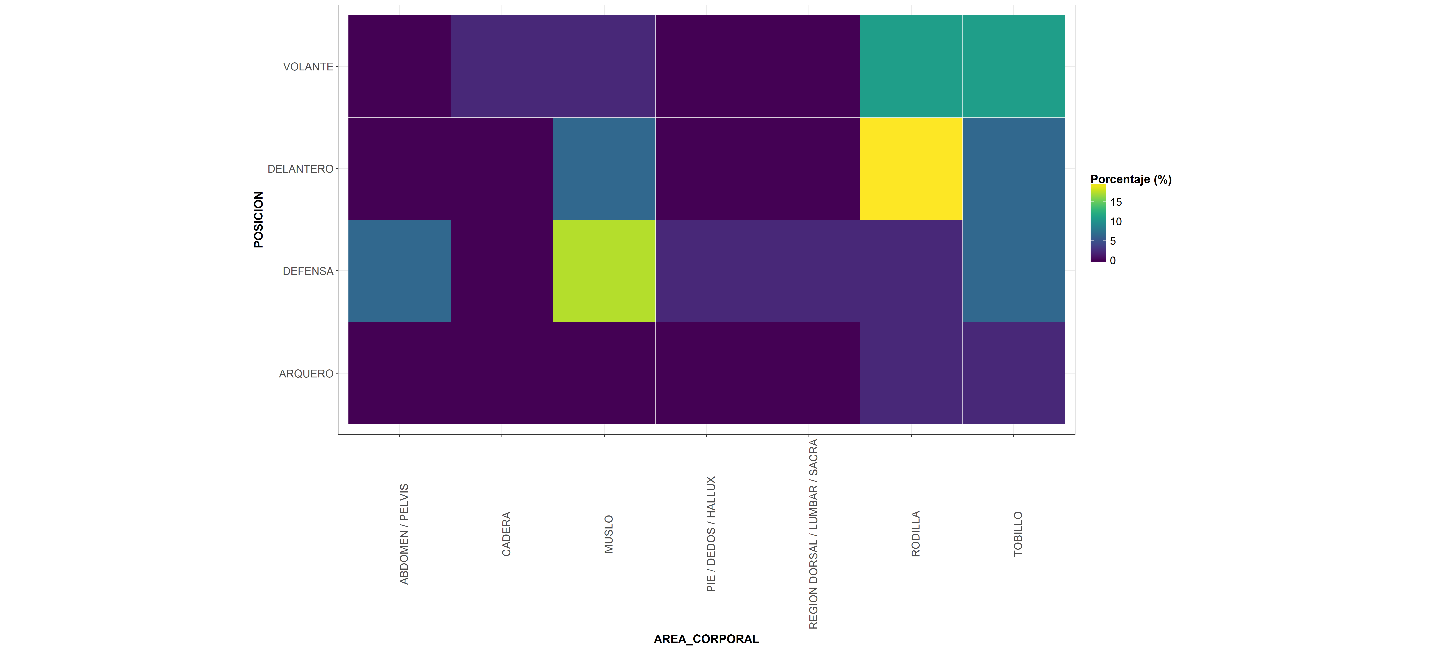 VOLANTE
DELANTERO
DEFENSA
ARQUERO
POSICION
ABDOMEN / PELVIS
CADERA
MUSLO
PIE / DEDOS / HALLUX
REGION DORSAL / LUMBAR / SACRA
RODILLA
TOBILLO
AREA_CORPORAL
Porcentaje (%)
15
10
5
0